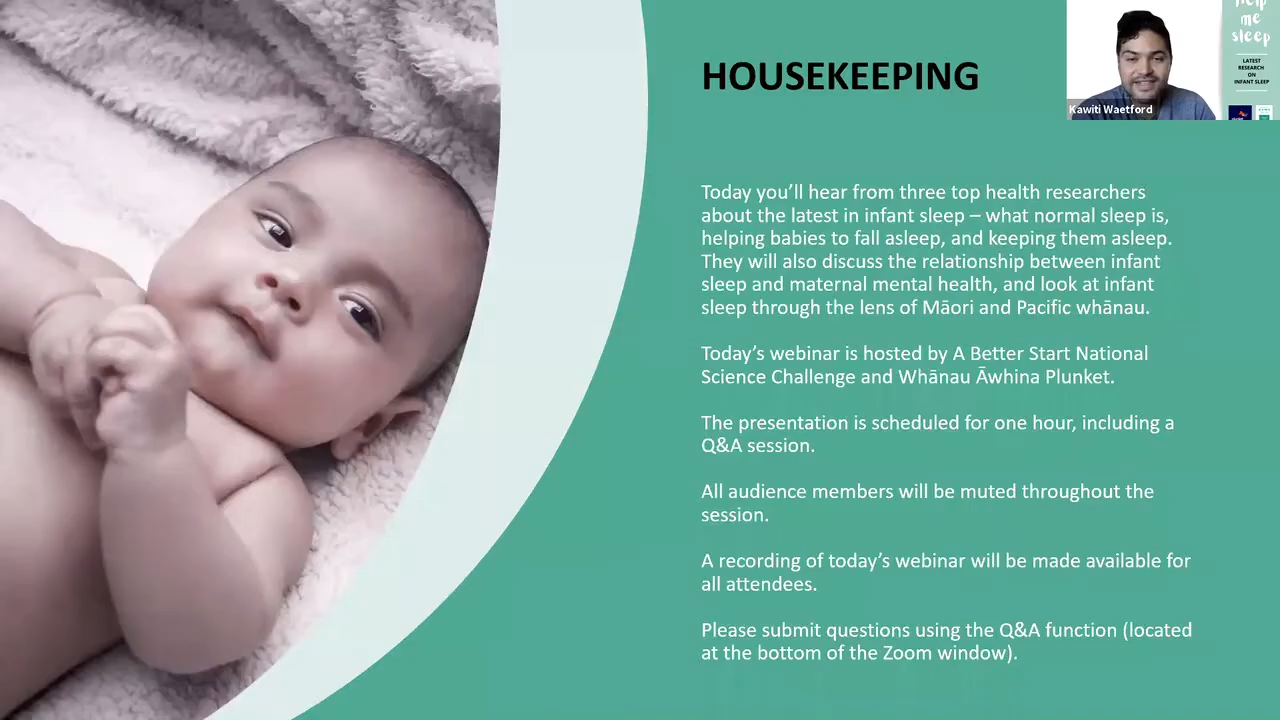 HOUSEKEEPING
help
me
sleep
LATEST
RESEARCH
ON
INFANT SLEEP
Kawiti Waetford
Today you’ll hear from three top health researchers
about the latest in infant sleep – what normal sleep is,
helping babies to fall asleep, and keeping them asleep.
They will also discuss the relationship between infant
sleep and maternal mental health, and look at infant
sleep through the lens of Māori and Pacific whānau.
Today’s webinar is hosted by A Better Start National
Science Challenge and Whānau Āwhina Plunket.
The presentation is scheduled for one hour, including a
Q&A session.
All audience members will be muted throughout the
session.
A recording of today’s webinar will be made available for
all attendees.
Please submit questions using the Q&A function (located
at the bottom of the Zoom window).